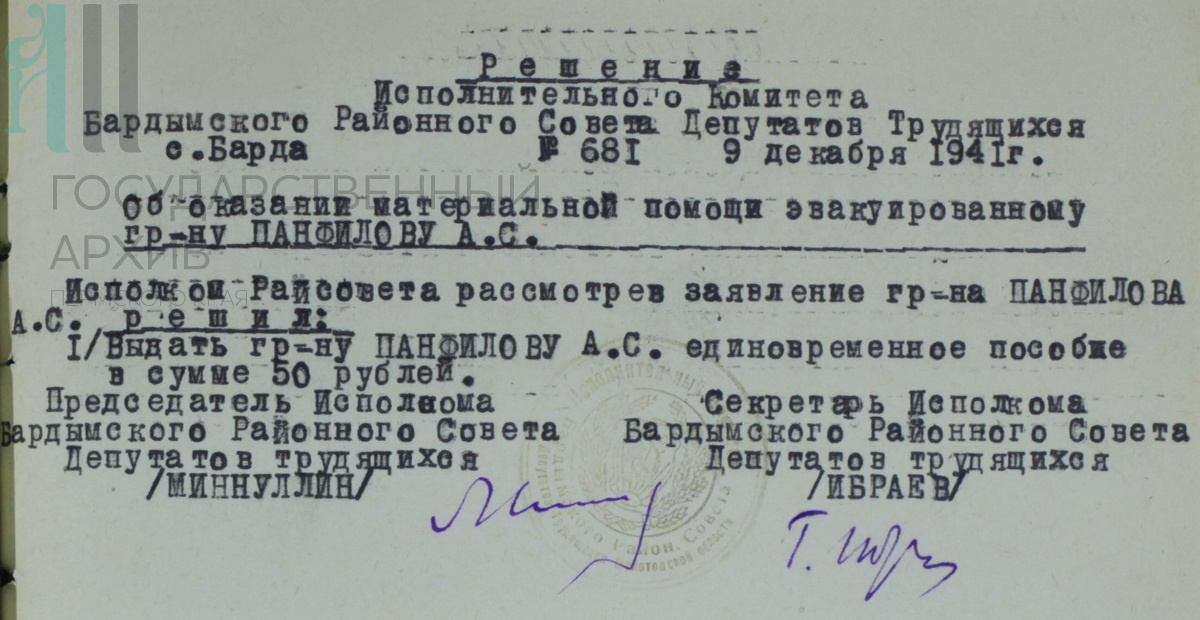 Решение
Исполнительного Комитета
Бардымского Районного Совета Депутатов Трудящихся
с.Барда № 681 9 декабря 1941г.
ГОСУДАРСТВЕННЫЙ
Об оказании материальной помощи эвакуированному
гр-ну ПАНФИЛОВУ А.С.
АРХИВ
Исполком Райсовета рассмотрев заявление гр-на ПАНФИЛОВА
А.С. решил:
I/Выдать гр-ну ПАНФИЛОВУ А.С. единовременное пособие
в сумме 50 рублей.
Председатель Исполкома
Бардымского Районного Совета
Депутатов трудящихся
/МИННУЛЛИН/
Секретарь Исполкома
Бардымского Районного Совета
Депутатов трудящихся
/ИБРАЕВ/